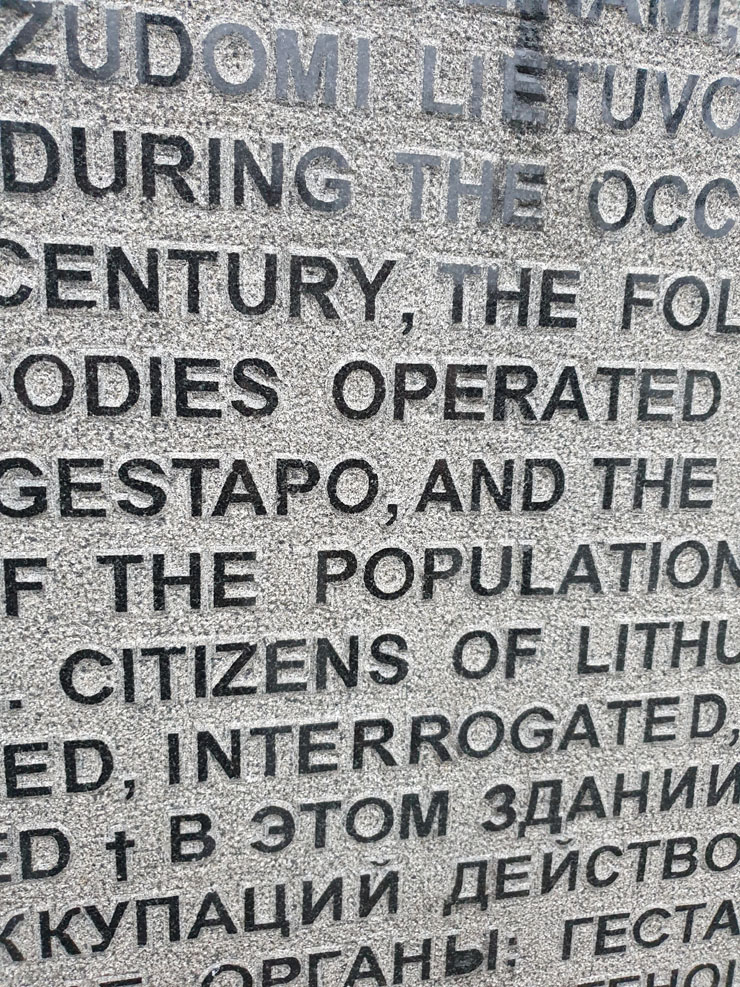 ZUDOMI LIETUVO
DURING THE OCC
CENTURY, THE FOL
ODIES OPERATED
GESTAPO, AND THE
F THE POPULATION
. CITIZENS OF LITHU
ED, INTERROGATED,
ED † В ЭТОМ ЗДАНИИ
ККУПАЦИЙ ДЕЙСТВО
ОРГАНЫ: ГЕСТА